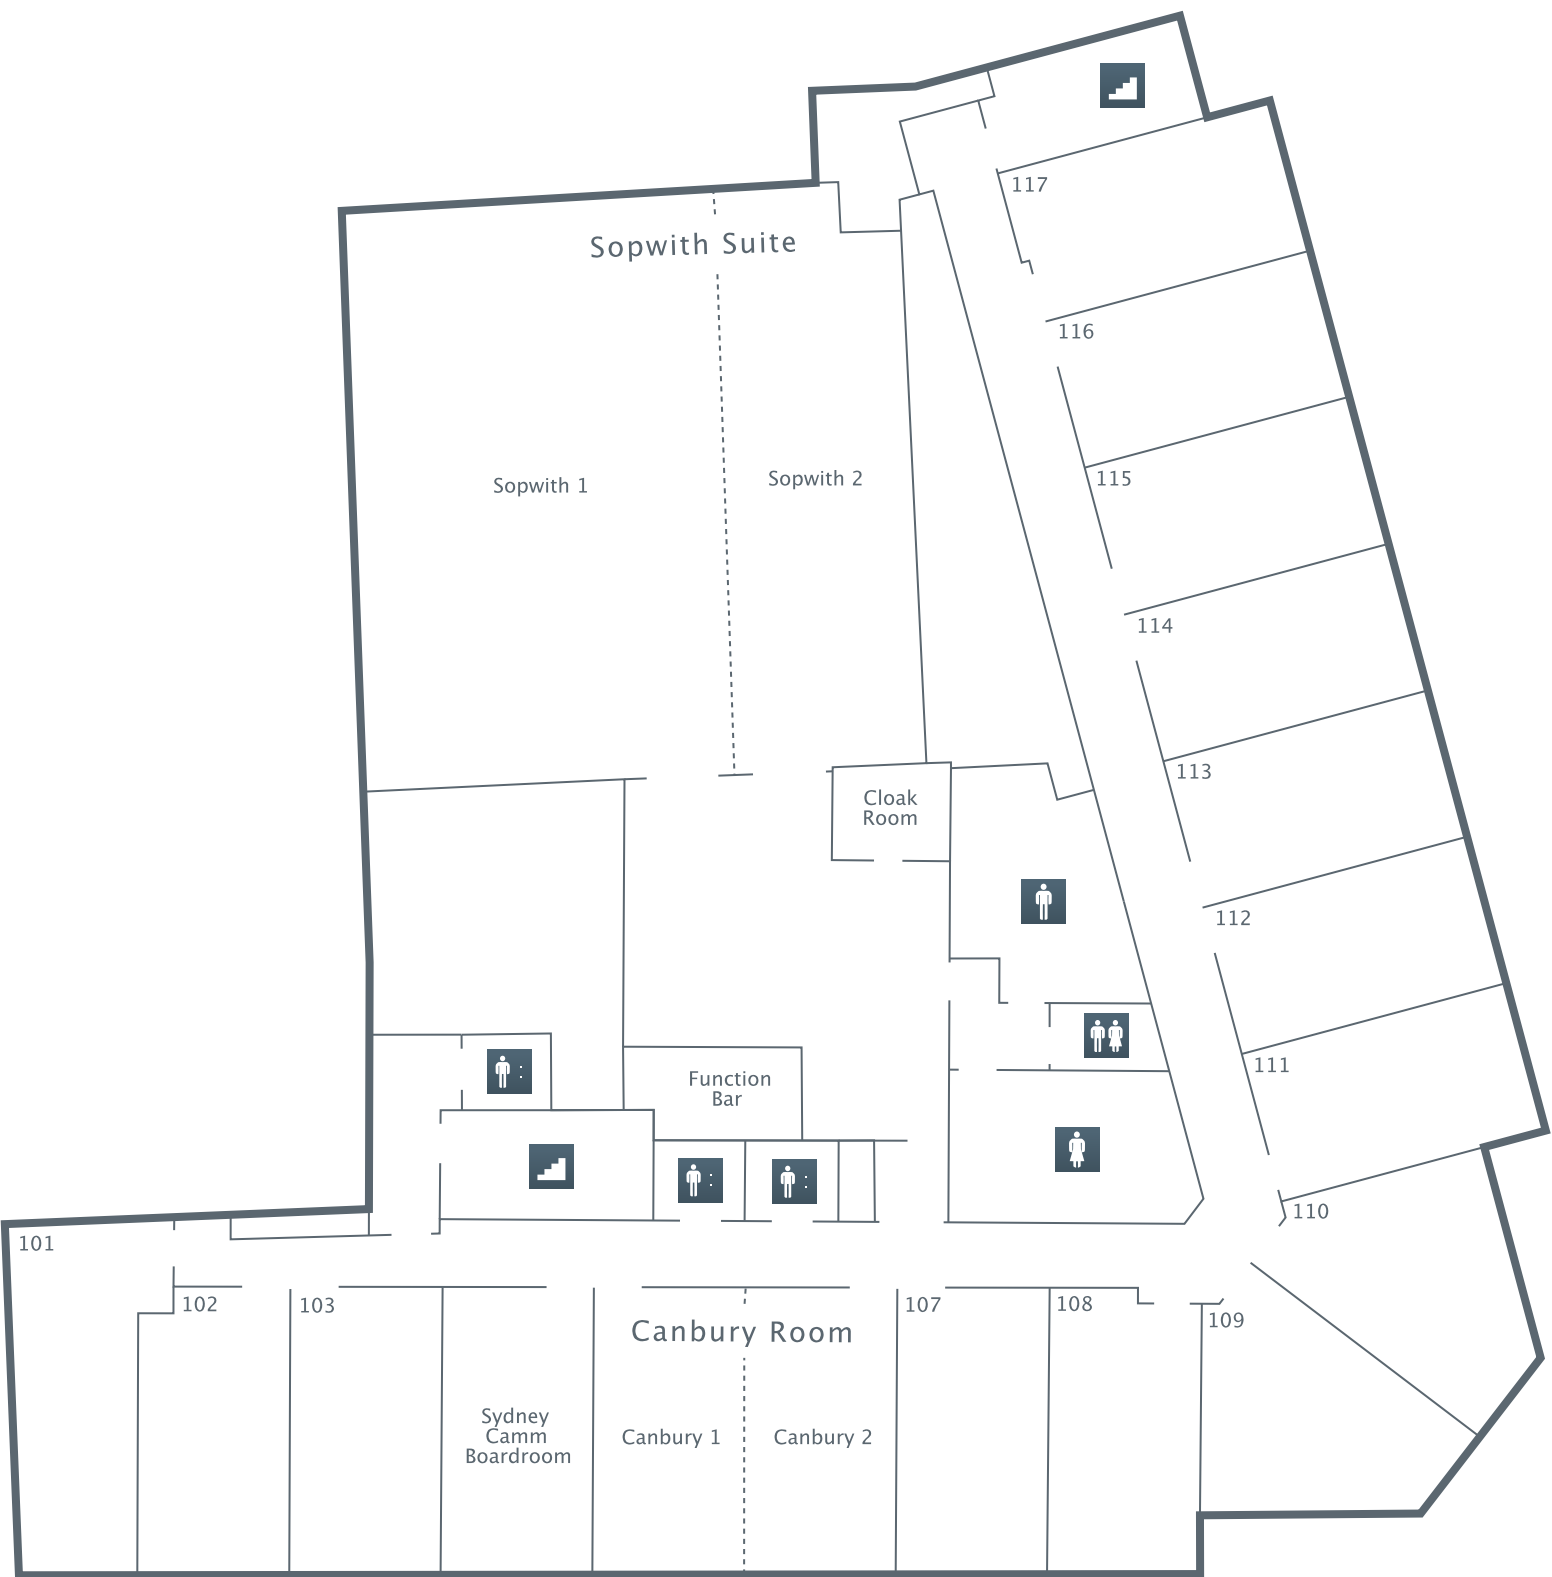 117
Sopwith Suite
116
Sopwith 1
Sopwith 2
115
114
113
Cloak
Room
112
111
Function
Bar
110
101
102
103
107
108
109
Canbury Room
Sydney
Camm
Boardroom
Canbury 1
Canbury 2